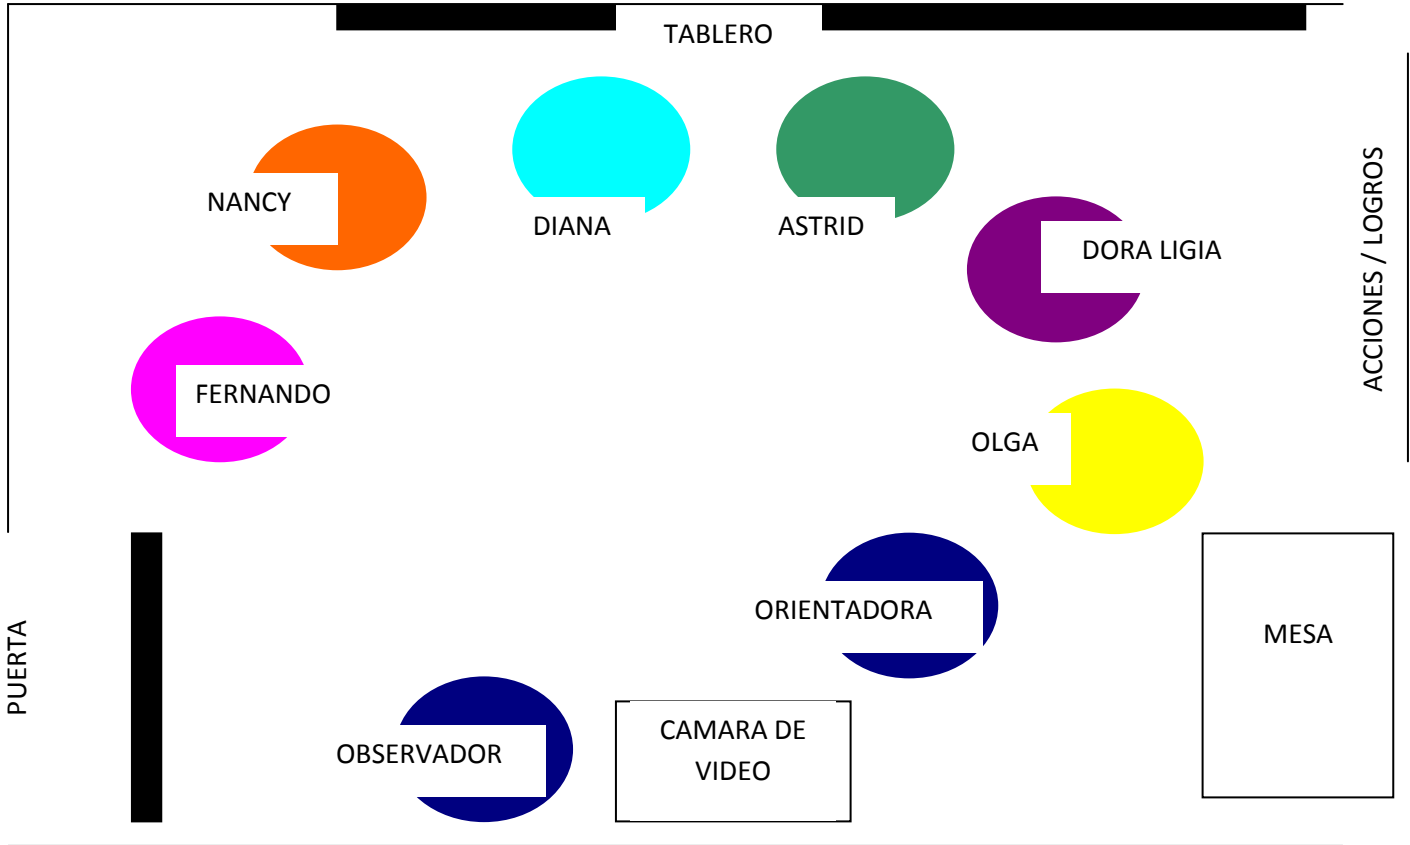 TABLERO
NANCY
DIANA
ASTRID
DORA LIGIA
ACCIONES / LOGROS
FERNANDO
OLGA
ORIENTADORA
MESA
PUERTA
OBSERVADOR
CAMARA DE
VIDEO